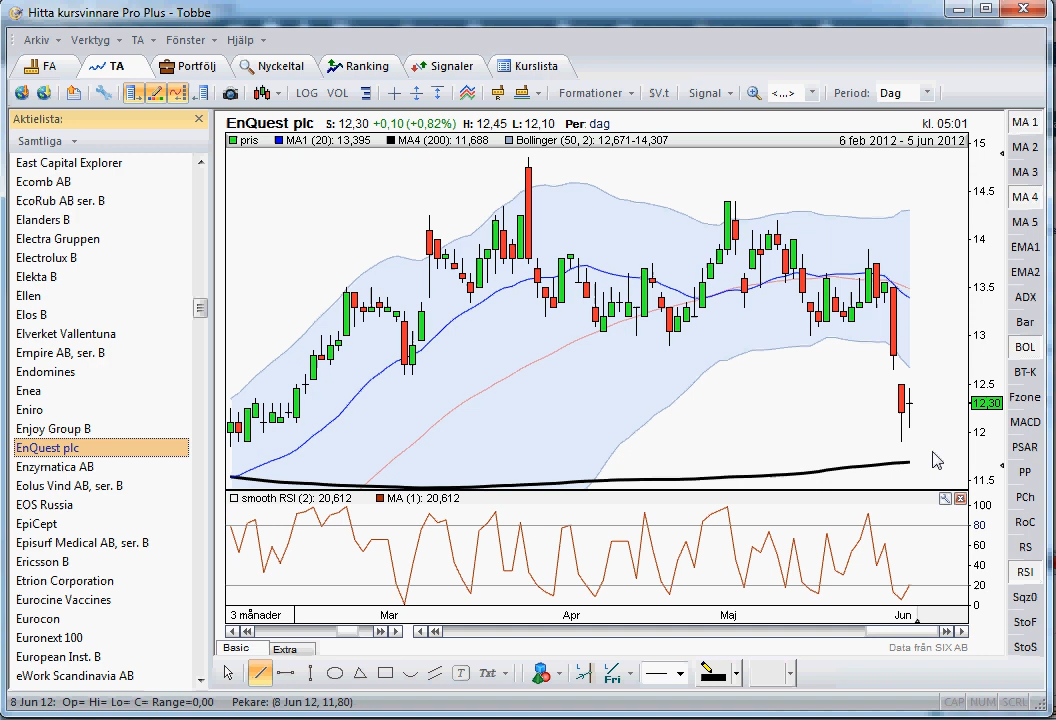 Hitta kursvinnare Pro Plus - Tobbe
Arkiv Verktyg TA Fönster Hjälp
FA TA Portfölj Nyckeltal Ranking Signaler Kurslista
LOG VOL Formationer SV.t Signal <...> Period: Dag
Aktielista:
Samtliga
East Capital Explorer
Ecomb AB
EcoRub AB ser. B
Elanders B
Electra Gruppen
Electrolux B
Elekta B
Ellen
Elos B
Elverket Vallentuna
Empire AB, ser. B
Endomines
Enea
Eniro
Enjoy Group B
EnQuest plc
Enzymatica AB
Eolus Vind AB, ser. B
EOS Russia
EpiCept
Episurf Medical AB, ser. B
Ericsson B
Etrion Corporation
Eurocine Vaccines
Eurocon
Euronext 100
European Inst. B
eWork Scandinavia AB
EnQuest plc S: 12,30 +0,10 (+0,82%) H: 12,45 L: 12,10 Per: dag kl. 05:01
pris MA1 (20): 13,395 MA4 (200): 11,688 Bollinger (50, 2): 12,671-14,307 6 feb 2012 - 5 jun 2012
15
14.5
14
13.5
13
12.5
12,30
12
11.5
smooth RSI (2): 20,612 MA (1): 20,612
100
80
60
40
20
0
3 månader Mar Apr Maj Jun
Basic Extra
Data från SIX AB
T Txt Fri
MA 1
MA 2
MA 3
MA 4
MA 5
EMA1
EMA2
ADX
Bar
BOL
BT-K
Fzone
MACD
PSAR
PP
PCh
RoC
RS
RSI
Sqz0
StoF
StoS
8 Jun 12: Op= Hi= Lo= C= Range=0,00 Pekare: (8 Jun 12, 11,80) CAP NUM SCRL